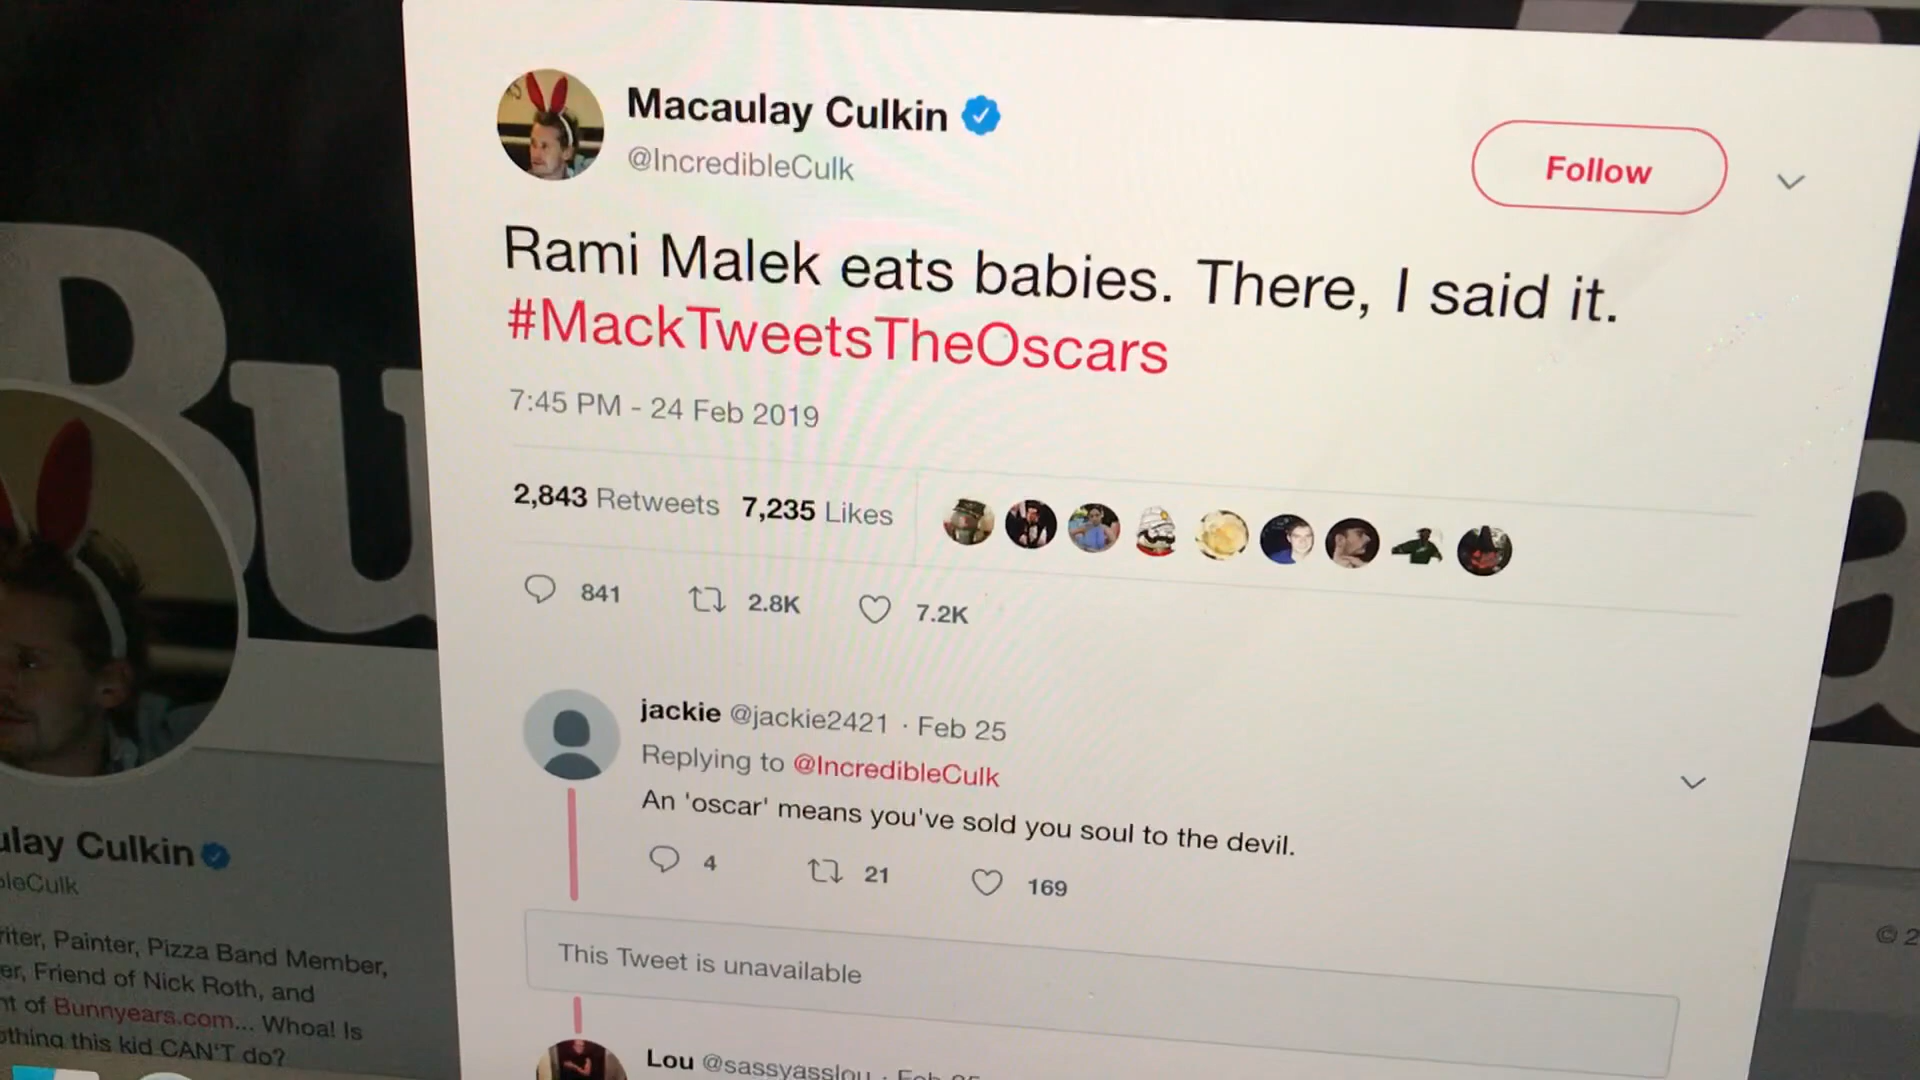 Macaulay Culkin
@IncredibleCulk
Follow
Rami Malek eats babies. There, I said it.
#MackTweetsTheOscars
7:45 PM - 24 Feb 2019
2,843 Retweets 7,235 Likes
841 2.8K 7.2K
jackie @jackie2421 · Feb 25
Replying to @IncredibleCulk
An 'oscar' means you've sold you soul to the devil.
4 21 169
This Tweet is unavailable
Lou @sassyasslou · Feb
Bu
a
ulay Culkin
bleCulk
riter, Painter, Pizza Band Member,
er, Friend of Nick Roth, and
nt of Bunnyears.com... Whoa! Is
othing this kid CAN'T do?
© 2